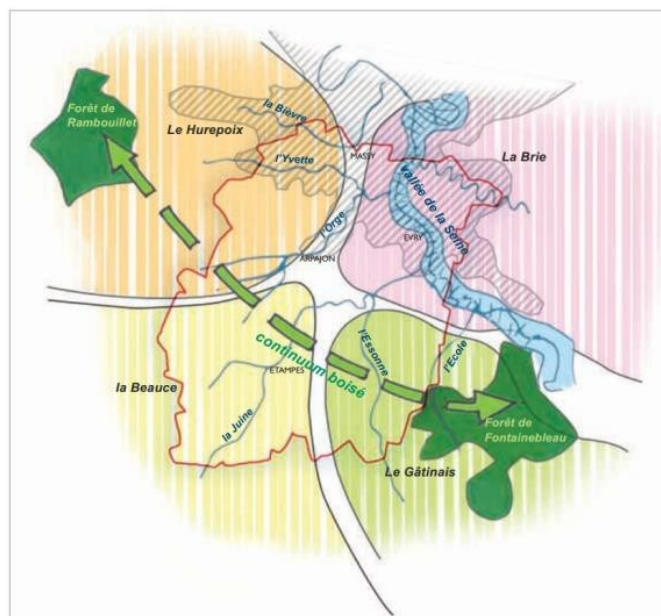 Forêt de
Rambouillet
Le Hurepoix
la Bièvre
MASSY
l'Yvette
La Brie
Vallée de la Seine
l'Orge
EVRY
ARPAJON
continuum boisé
l'Essonne
l'Ecole
la Beauce
ETAMPES
la Juine
Forêt de
Fontainebleau
Le Gâtinais